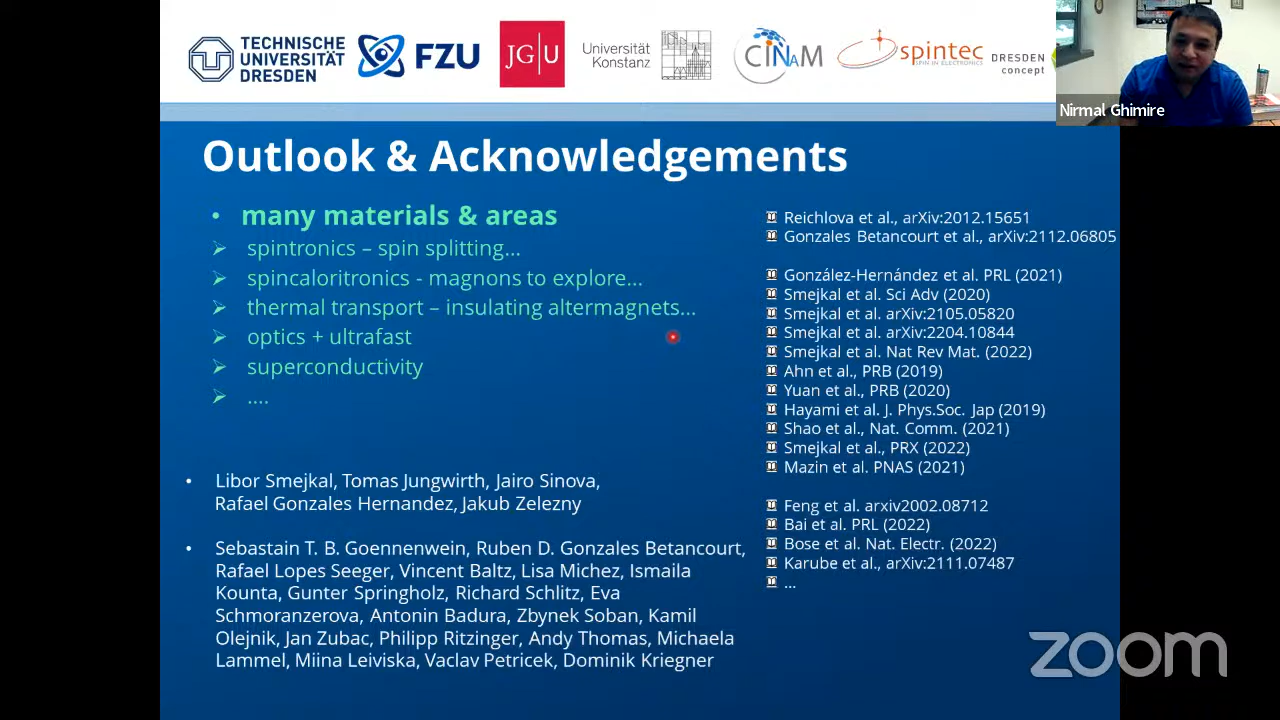 TECHNISCHE
UNIVERSITÄT
DRESDEN
FZU
JG|U
Universität
Konstanz
CINaM
spintec
SPIN IN ELECTRONICS
DRESDEN
concept
Nirmal Ghimire
Outlook & Acknowledgements
• many materials & areas
➢ spintronics – spin splitting...
➢ spincaloritronics - magnons to explore...
➢ thermal transport – insulating altermagnets...
➢ optics + ultrafast
➢ superconductivity
➢ ....
• Libor Smejkal, Tomas Jungwirth, Jairo Sinova,
Rafael Gonzales Hernandez, Jakub Zelezny
• Sebastain T. B. Goennenwein, Ruben D. Gonzales Betancourt,
Rafael Lopes Seeger, Vincent Baltz, Lisa Michez, Ismaila
Kounta, Gunter Springholz, Richard Schlitz, Eva
Schmoranzerova, Antonin Badura, Zbynek Soban, Kamil
Olejnik, Jan Zubac, Philipp Ritzinger, Andy Thomas, Michaela
Lammel, Miina Leiviska, Vaclav Petricek, Dominik Kriegner
Reichlova et al., arXiv:2012.15651
Gonzales Betancourt et al., arXiv:2112.06805
González-Hernández et al. PRL (2021)
Smejkal et al. Sci Adv (2020)
Smejkal et al. arXiv:2105.05820
Smejkal et al. arXiv:2204.10844
Smejkal et al. Nat Rev Mat. (2022)
Ahn et al., PRB (2019)
Yuan et al., PRB (2020)
Hayami et al. J. Phys.Soc. Jap (2019)
Shao et al., Nat. Comm. (2021)
Smejkal et al., PRX (2022)
Mazin et al. PNAS (2021)
Feng et al. arxiv2002.08712
Bai et al. PRL (2022)
Bose et al. Nat. Electr. (2022)
Karube et al., arXiv:2111.07487
...
zoom